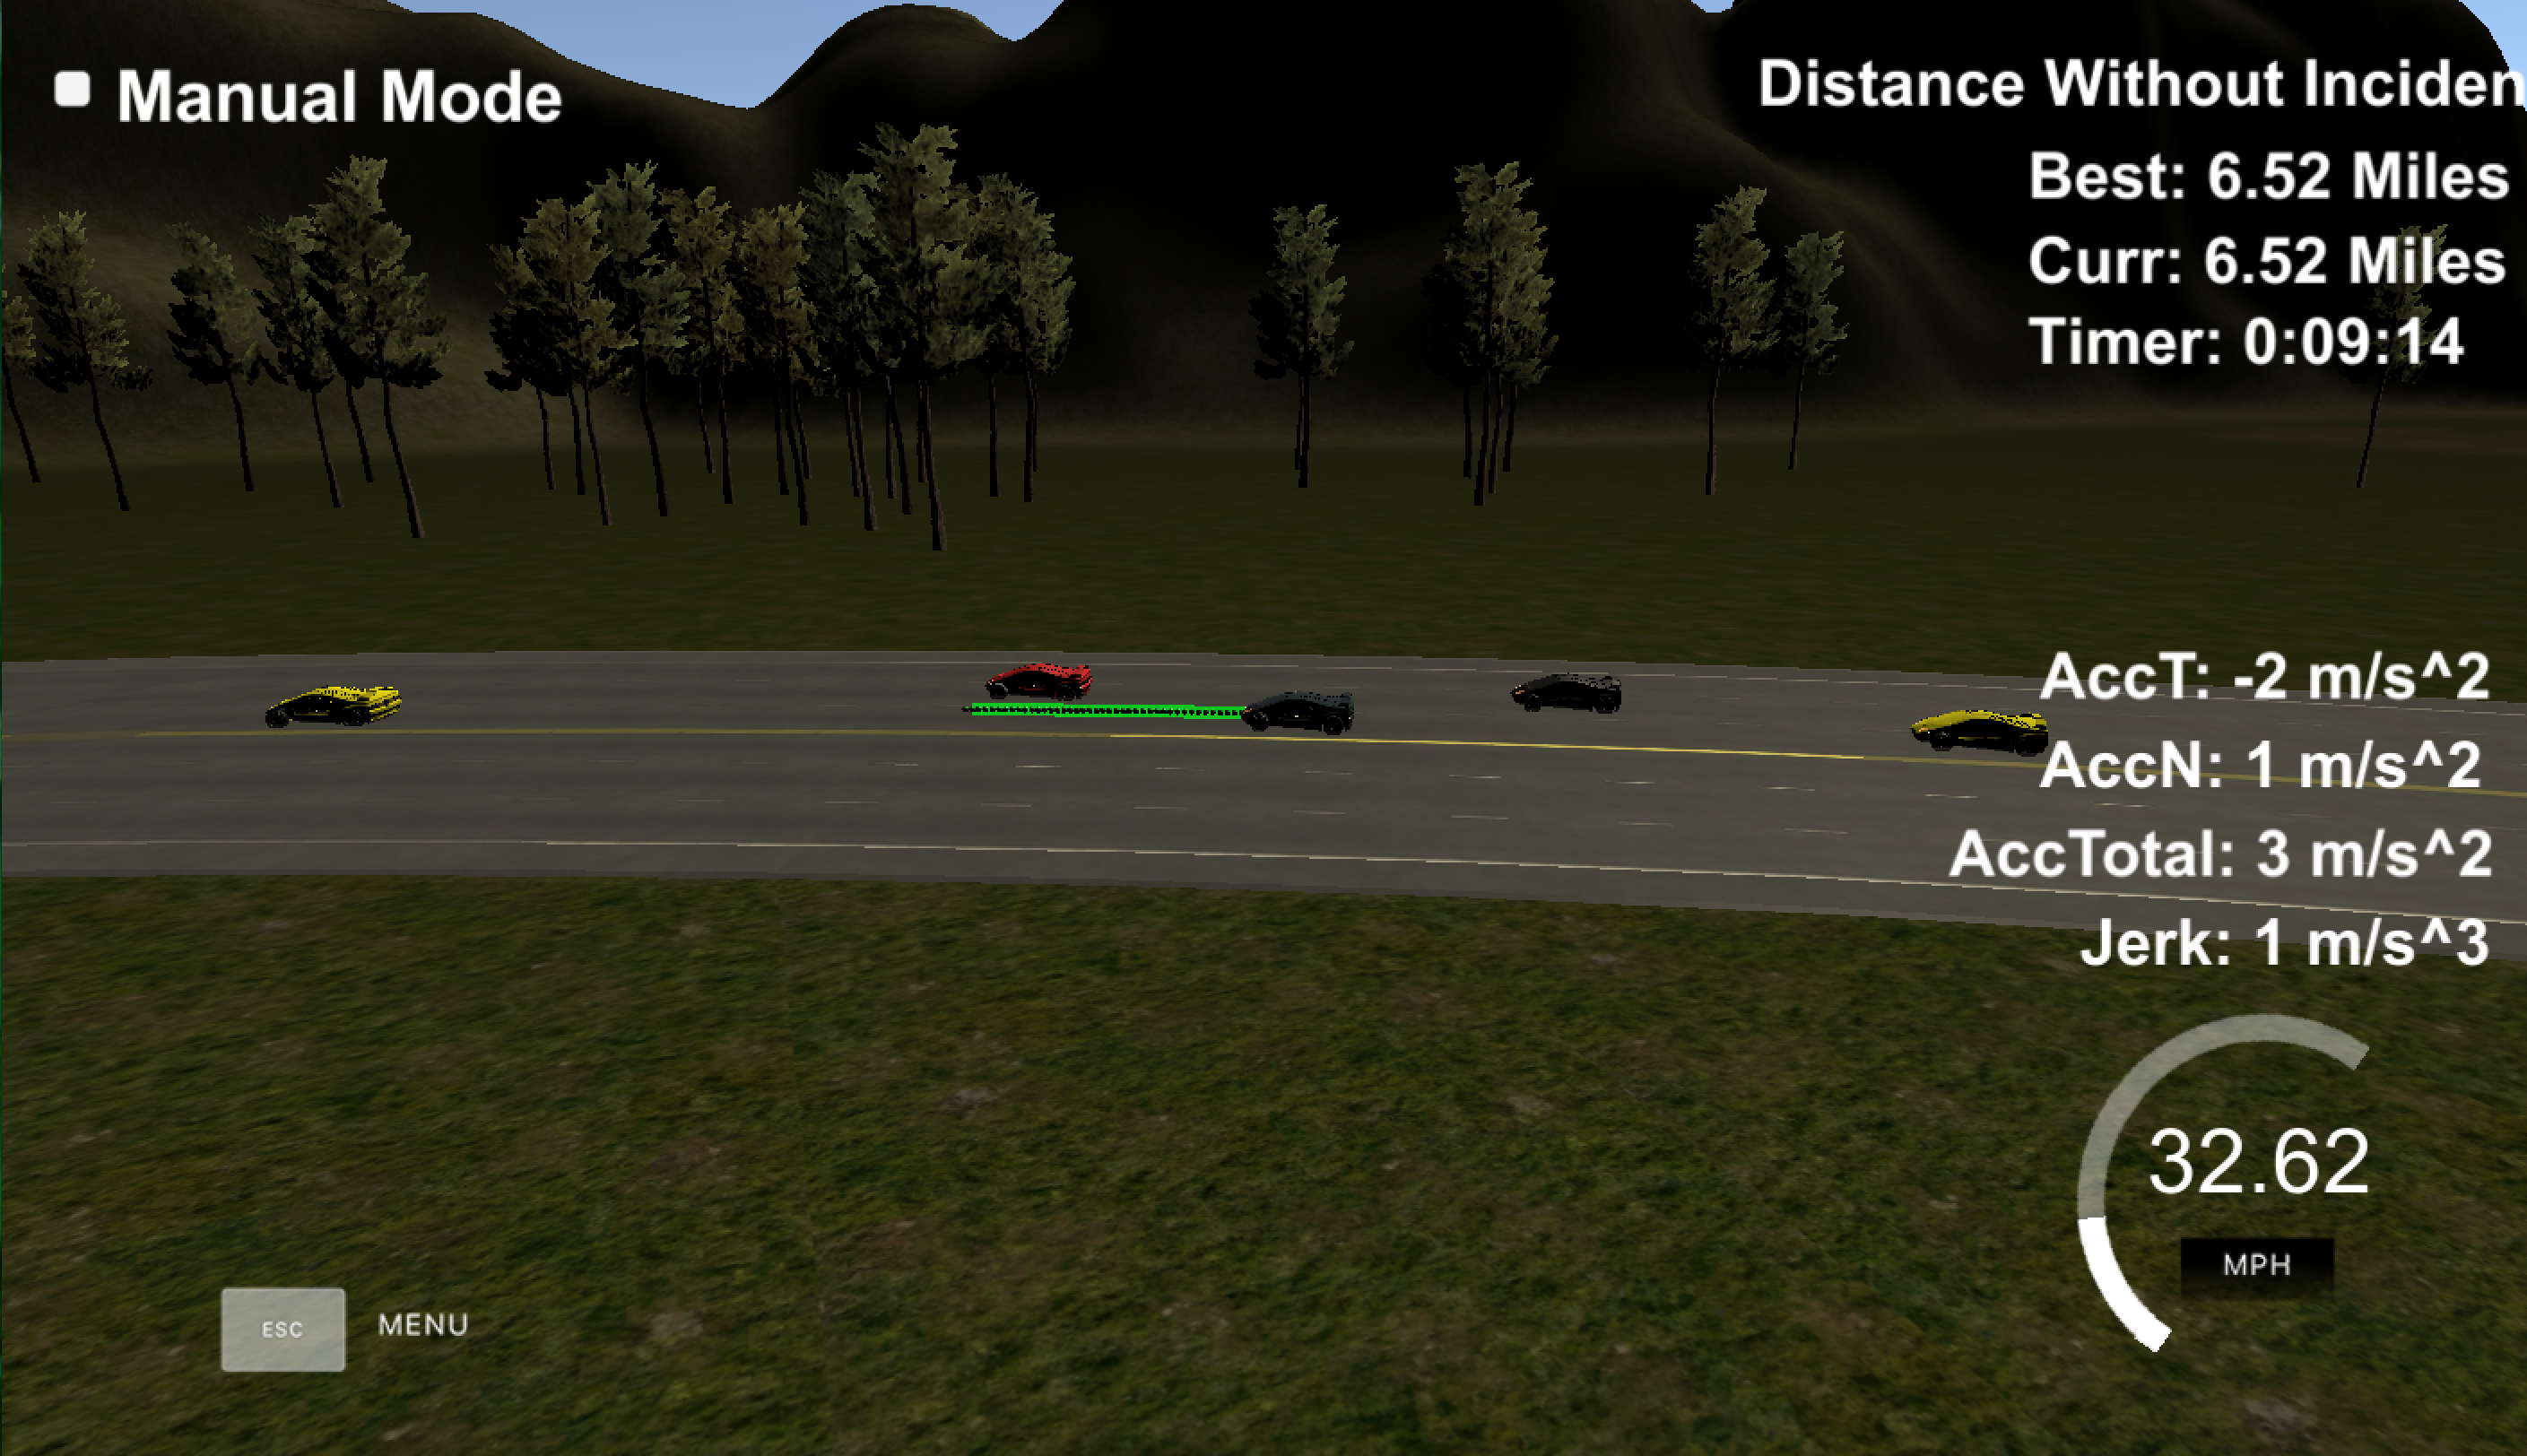 Manual Mode
Distance Without Inciden
Best: 6.52 Miles
Curr: 6.52 Miles
Timer: 0:09:14
AccT: -2 m/s^2
AccN: 1 m/s^2
AccTotal: 3 m/s^2
Jerk: 1 m/s^3
32.62
MPH
ESC MENU